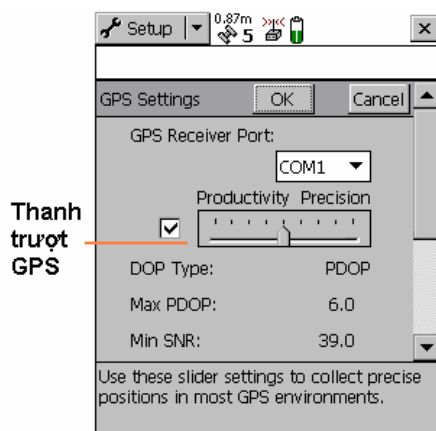 Setup
0.87m
5
GPS Settings OK Cancel
GPS Receiver Port:
COM1
Productivity Precision
Thanh
trượt
GPS
DOP Type: PDOP
Max PDOP: 6.0
Min SNR: 39.0
Use these slider settings to collect precise
positions in most GPS environments.